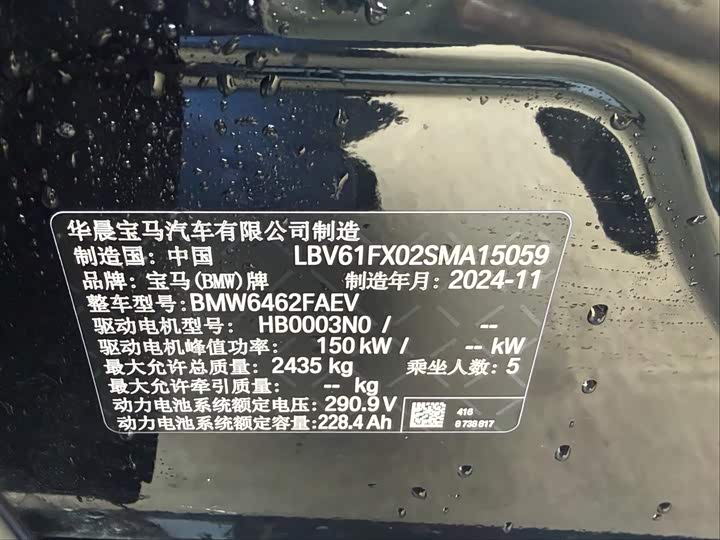 华晨宝马汽车有限公司制造
制造国: 中国 LBV61FX02SMA15059
品牌: 宝马(BMW)牌 制造年月: 2024-11
整车型号: BMW6462FAEV
驱动电机型号: HB0003N0 / --
驱动电机峰值功率: 150 kW / -- kW
最大允许总质量: 2435 kg 乘坐人数: 5
最大允许牵引质量: -- kg
动力电池系统额定电压: 290.9 V
动力电池系统额定容量: 228.4 Ah
416
8 738 817